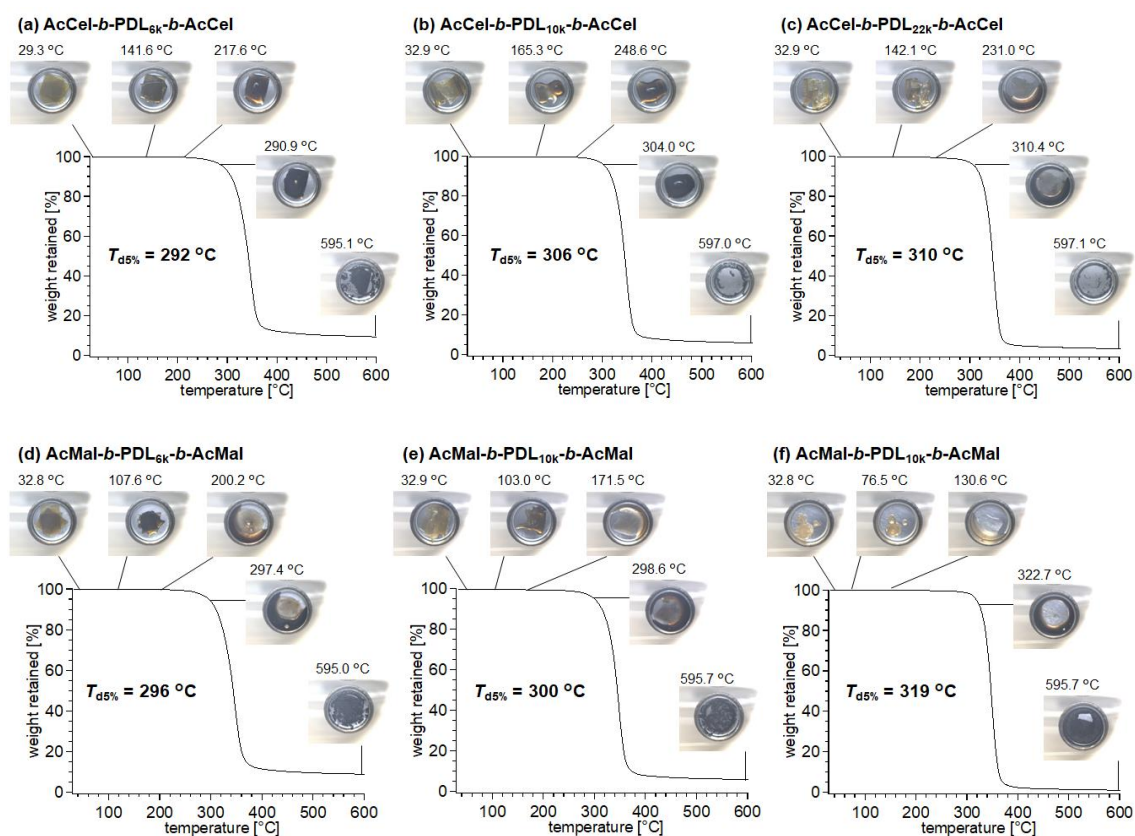 (a) AcCel-b-PDL6k-b-AcCel
29.3 °C 141.6 °C 217.6 °C
290.9 °C
595.1 °C
Td5% = 292 °C
weight retained [%]
100
80
60
40
20
0
100 200 300 400 500 600
temperature [°C]
(b) AcCel-b-PDL10k-b-AcCel
32.9 °C 165.3 °C 248.6 °C
304.0 °C
597.0 °C
Td5% = 306 °C
weight retained [%]
100
80
60
40
20
0
100 200 300 400 500 600
temperature [°C]
(c) AcCel-b-PDL22k-b-AcCel
32.9 °C 142.1 °C 231.0 °C
310.4 °C
597.1 °C
Td5% = 310 °C
weight retained [%]
100
80
60
40
20
0
100 200 300 400 500 600
temperature [°C]
(d) AcMal-b-PDL6k-b-AcMal
32.8 °C 107.6 °C 200.2 °C
297.4 °C
595.0 °C
Td5% = 296 °C
weight retained [%]
100
80
60
40
20
0
100 200 300 400 500 600
temperature [°C]
(e) AcMal-b-PDL10k-b-AcMal
32.9 °C 103.0 °C 171.5 °C
298.6 °C
595.7 °C
Td5% = 300 °C
weight retained [%]
100
80
60
40
20
0
100 200 300 400 500 600
temperature [°C]
(f) AcMal-b-PDL10k-b-AcMal
32.8 °C 76.5 °C 130.6 °C
322.7 °C
595.7 °C
Td5% = 319 °C
weight retained [%]
100
80
60
40
20
0
100 200 300 400 500 600
temperature [°C]